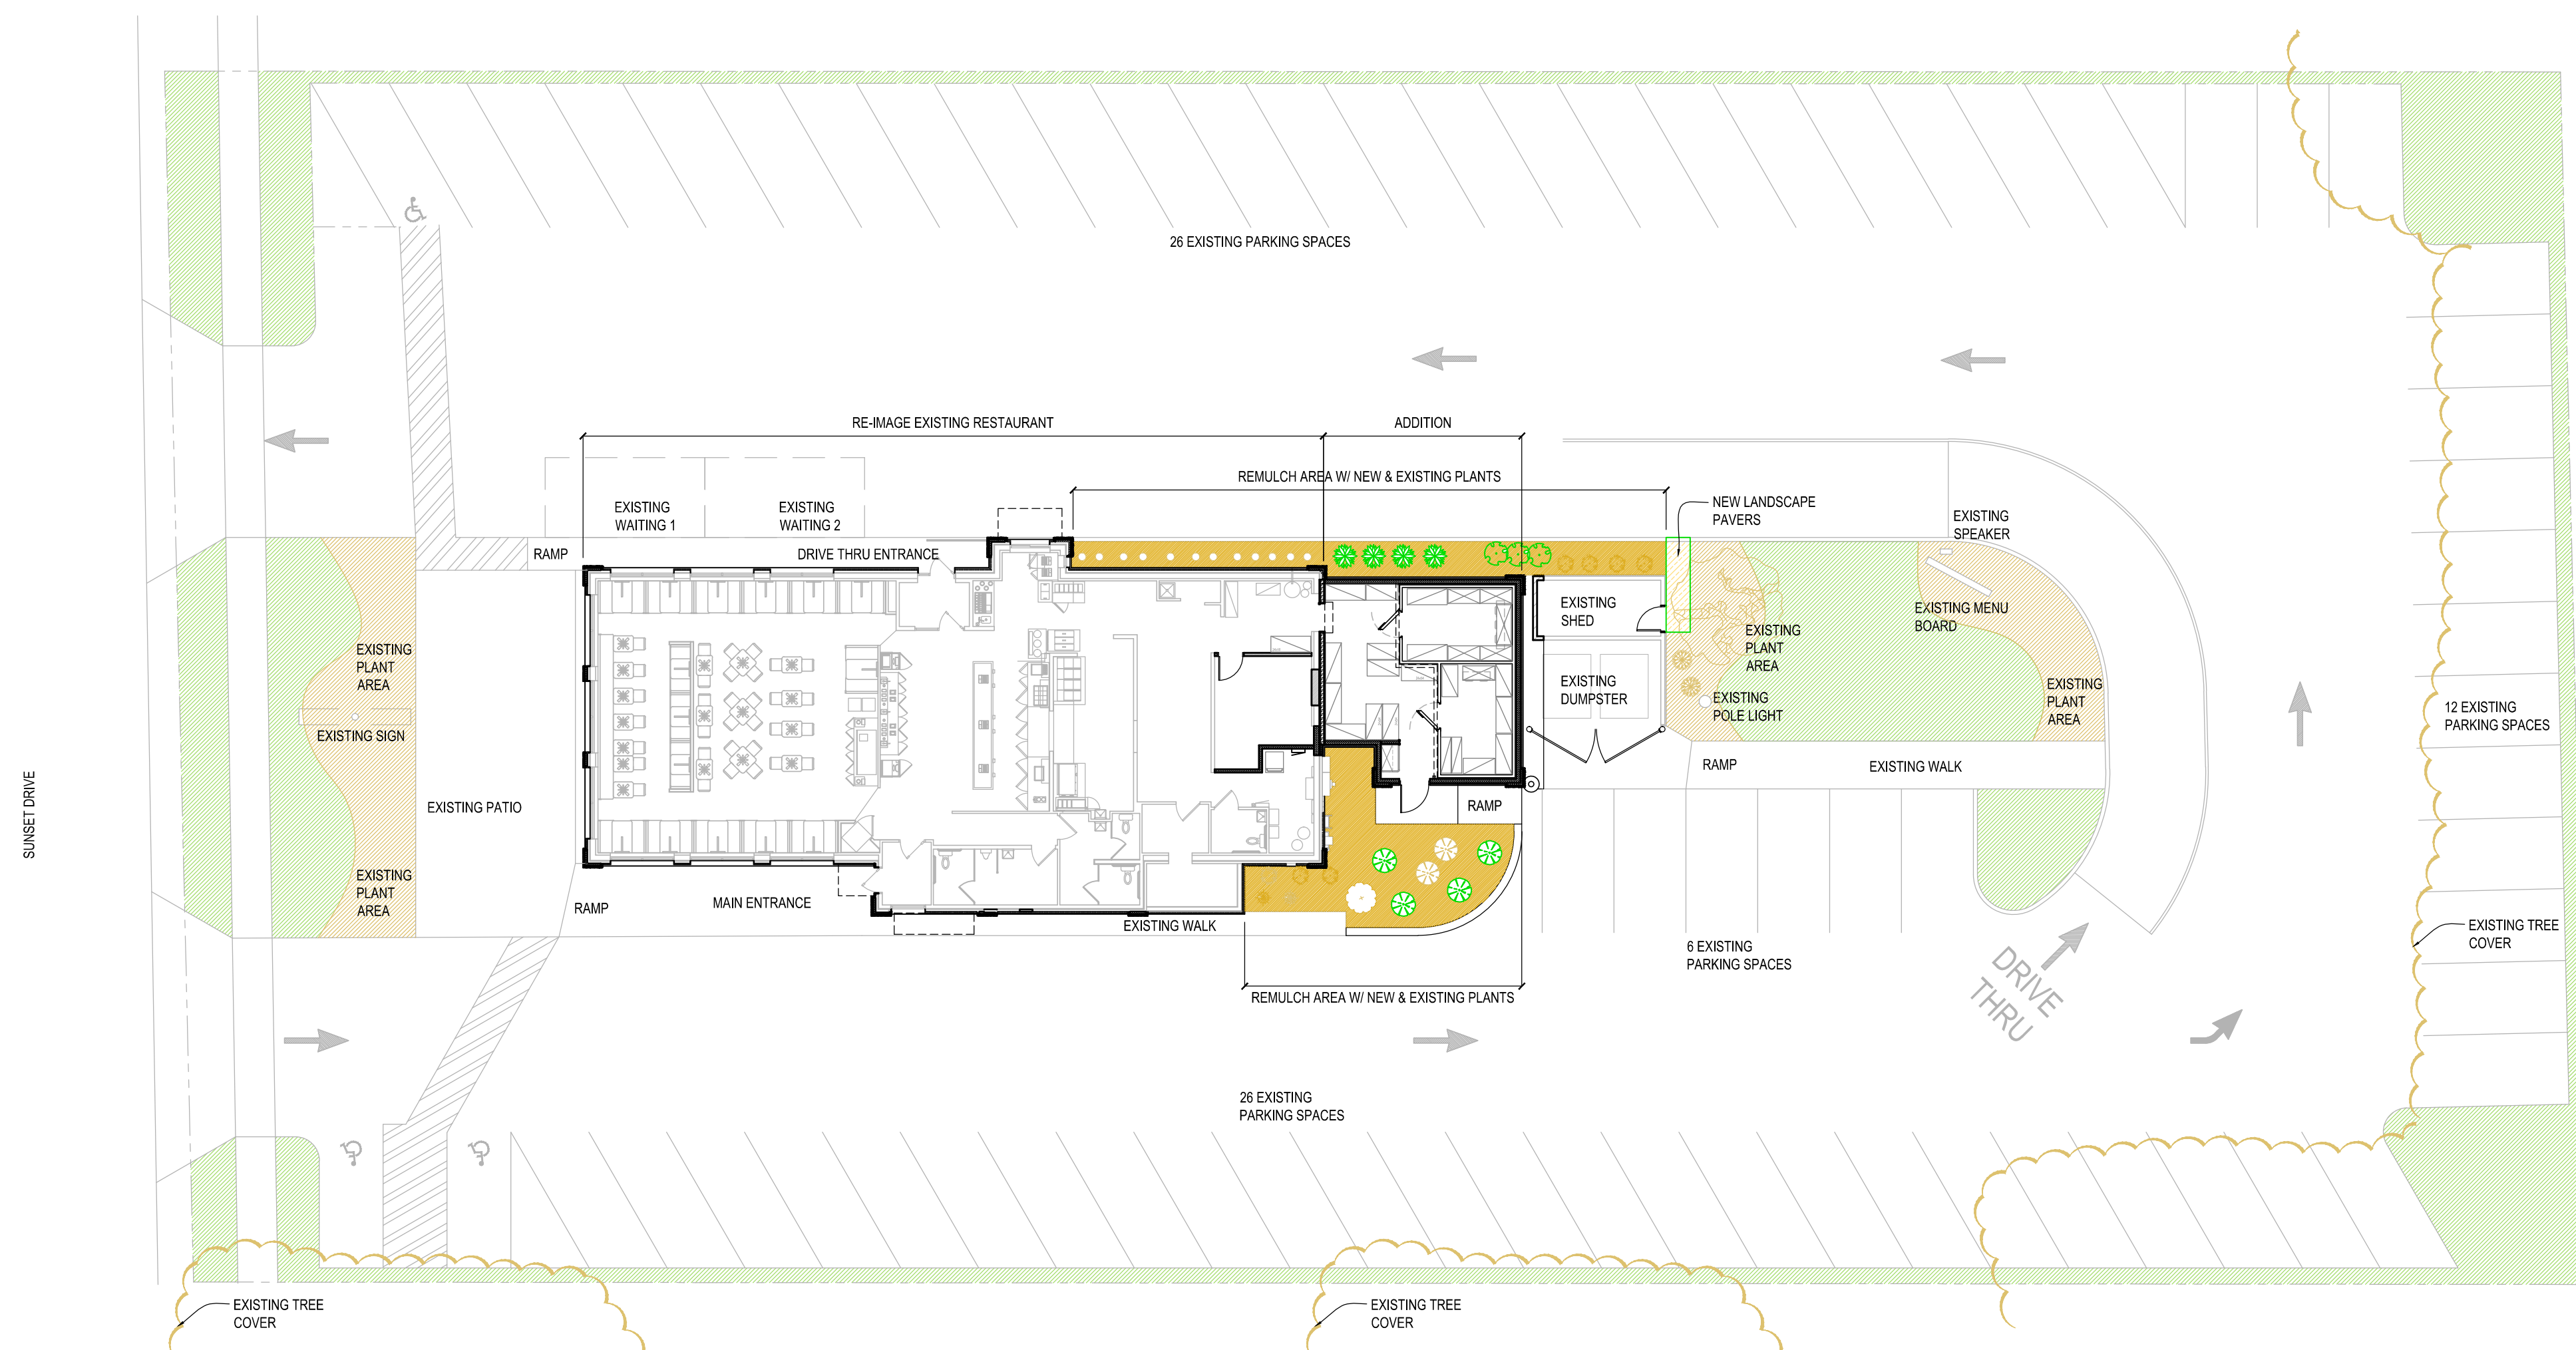 26 EXISTING PARKING SPACES
RE-IMAGE EXISTING RESTAURANT
ADDITION
REMULCH AREA W/ NEW & EXISTING PLANTS
EXISTING
WAITING 1
EXISTING
WAITING 2
NEW LANDSCAPE
PAVERS
EXISTING
SPEAKER
RAMP
DRIVE THRU ENTRANCE
EXISTING
SHED
EXISTING MENU
BOARD
EXISTING
PLANT
AREA
EXISTING
PLANT
AREA
EXISTING
DUMPSTER
EXISTING
POLE LIGHT
EXISTING
PLANT
AREA
EXISTING SIGN
12 EXISTING
PARKING SPACES
RAMP
EXISTING WALK
SUNSET DRIVE
EXISTING PATIO
RAMP
EXISTING
PLANT
AREA
RAMP
MAIN ENTRANCE
EXISTING WALK
6 EXISTING
PARKING SPACES
EXISTING TREE
COVER
DRIVE
THRU
REMULCH AREA W/ NEW & EXISTING PLANTS
26 EXISTING
PARKING SPACES
EXISTING TREE
COVER
EXISTING TREE
COVER